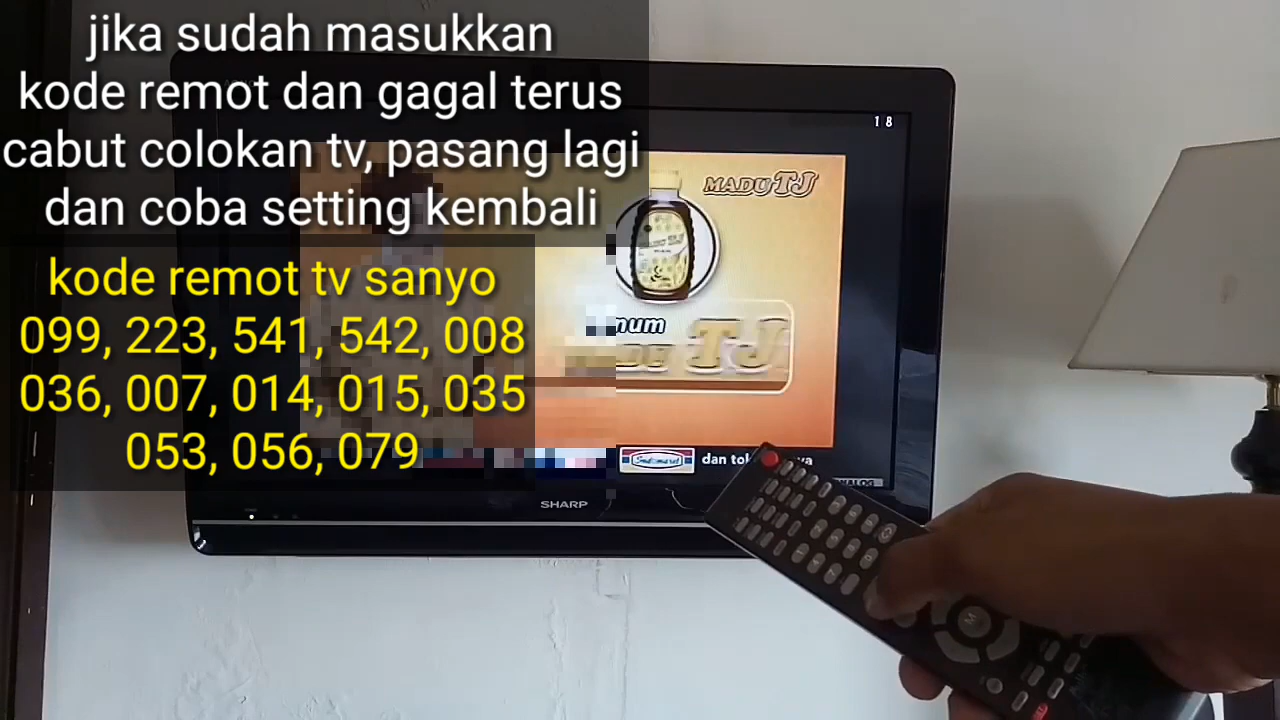 jika sudah masukkan
kode remot dan gagal terus
cabut colokan tv, pasang lagi
dan coba setting kembali
kode remot tv sanyo
099, 223, 541, 542, 008
036, 007, 014, 015, 035
053, 056, 079
18
MADU TJ
TJ
Indomaret
dan
SHARP